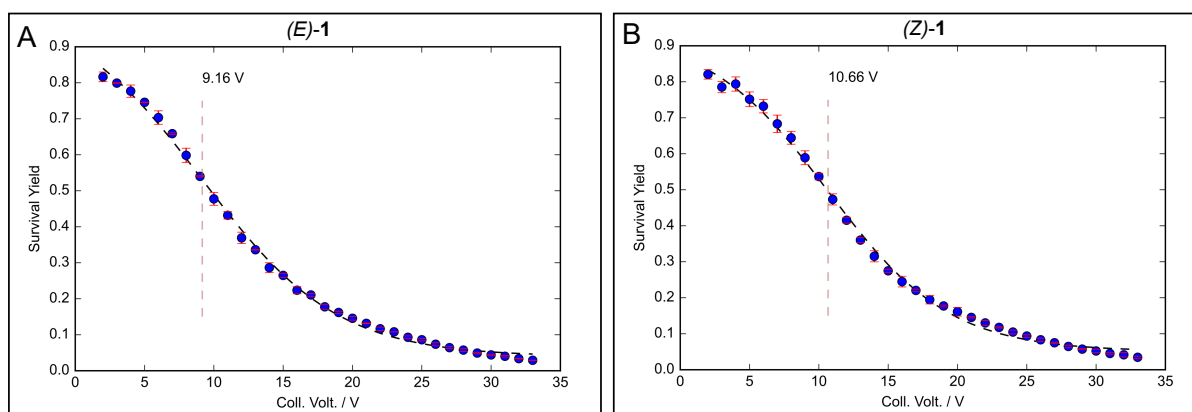 A
(E)-1
9.16 V
Survival Yield
0.9
0.8
0.7
0.6
0.5
0.4
0.3
0.2
0.1
0.0
0 5 10 15 20 25 30 35
Coll. Volt. / V
B
(Z)-1
10.66 V
Survival Yield
0.9
0.8
0.7
0.6
0.5
0.4
0.3
0.2
0.1
0.0
0 5 10 15 20 25 30 35
Coll. Volt. / V